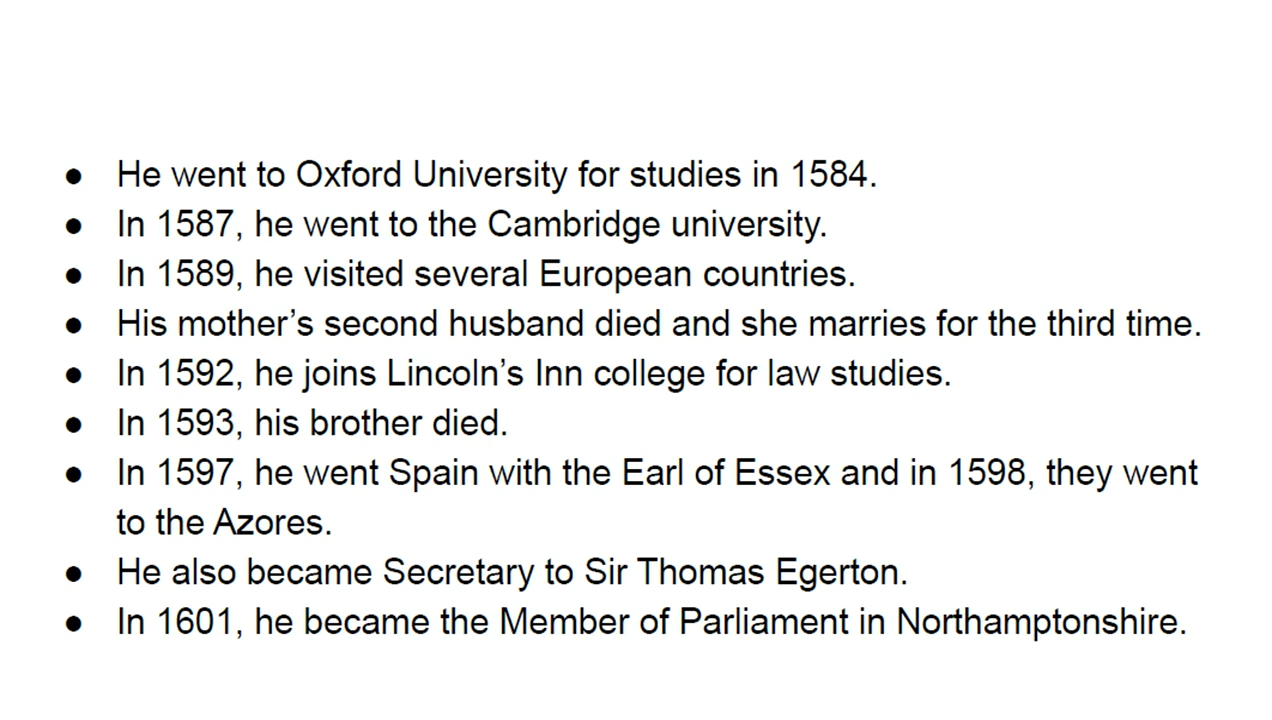 ● He went to Oxford University for studies in 1584.
● In 1587, he went to the Cambridge university.
● In 1589, he visited several European countries.
● His mother’s second husband died and she marries for the third time.
● In 1592, he joins Lincoln’s Inn college for law studies.
● In 1593, his brother died.
● In 1597, he went Spain with the Earl of Essex and in 1598, they went
to the Azores.
● He also became Secretary to Sir Thomas Egerton.
● In 1601, he became the Member of Parliament in Northamptonshire.